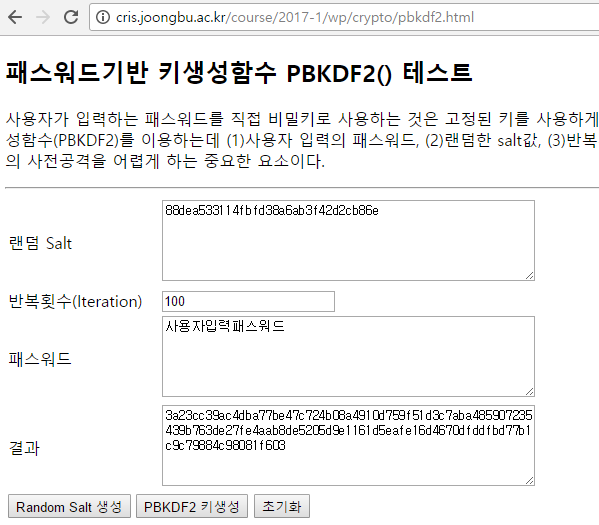 cris.joongbu.ac.kr/course/2017-1/wp/crypto/pbkdf2.html
패스워드기반 키생성함수 PBKDF2() 테스트
사용자가 입력하는 패스워드를 직접 비밀키로 사용하는 것은 고정된 키를 사용하게
성함수(PBKDF2)를 이용하는데 (1)사용자 입력의 패스워드, (2)랜덤한 salt값, (3)반복
의 사전공격을 어렵게 하는 중요한 요소이다.
랜덤 Salt
88dea533114fbfd38a6ab3f42d2cb86e
반복횟수(Iteration)
100
패스워드
사용자입력패스워드
결과
3a23cc39ac4dba77be47c724b08a4910d759f51d3c7aba485907235
439b763de27fe4aab8de5205d9e1161d5eafe16d4670dfddfbd77b1
c9c79884c98081f603
Random Salt 생성 PBKDF2 키생성 초기화